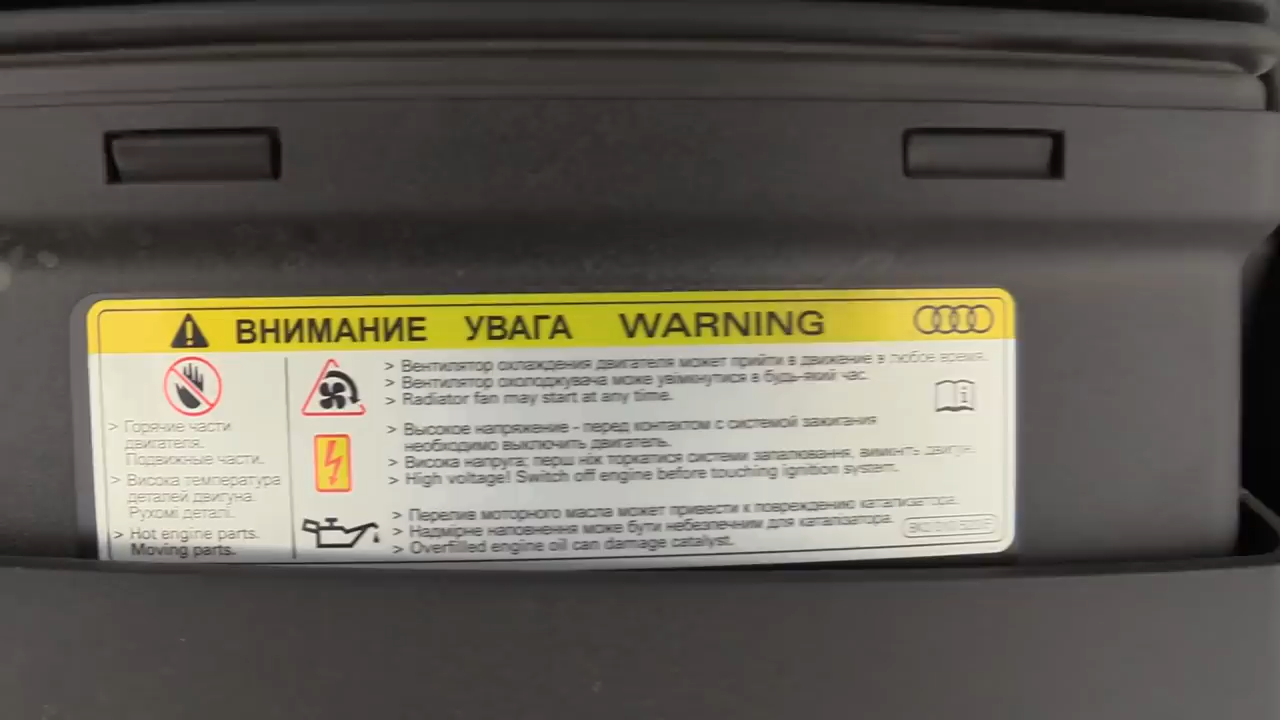 ВНИМАНИЕ УВАГА WARNING
> Горячие части
двигателя.
Подвижные части.
> Висока температура
деталей двигуна.
Рухомі деталі.
> Hot engine parts.
Moving parts.
> Вентилятор охлаждения двигателя может прийти в движение в любое время.
> Вентилятор охолоджувача може увімкнутися в будь-який час.
> Radiator fan may start at any time.
> Высокое напряжение - перед контактом с системой зажигания
необходимо выключить двигатель.
> Висока напруга; перш ніж торкатися системи запалювання, вимкніть двигун.
> High voltage! Switch off engine before touching ignition system.
> Перелив моторного масла может привести к повреждению катализатора.
> Надмірне наповнення може бути небезпечним для каталізатора.
> Overfilled engine oil can damage catalyst.